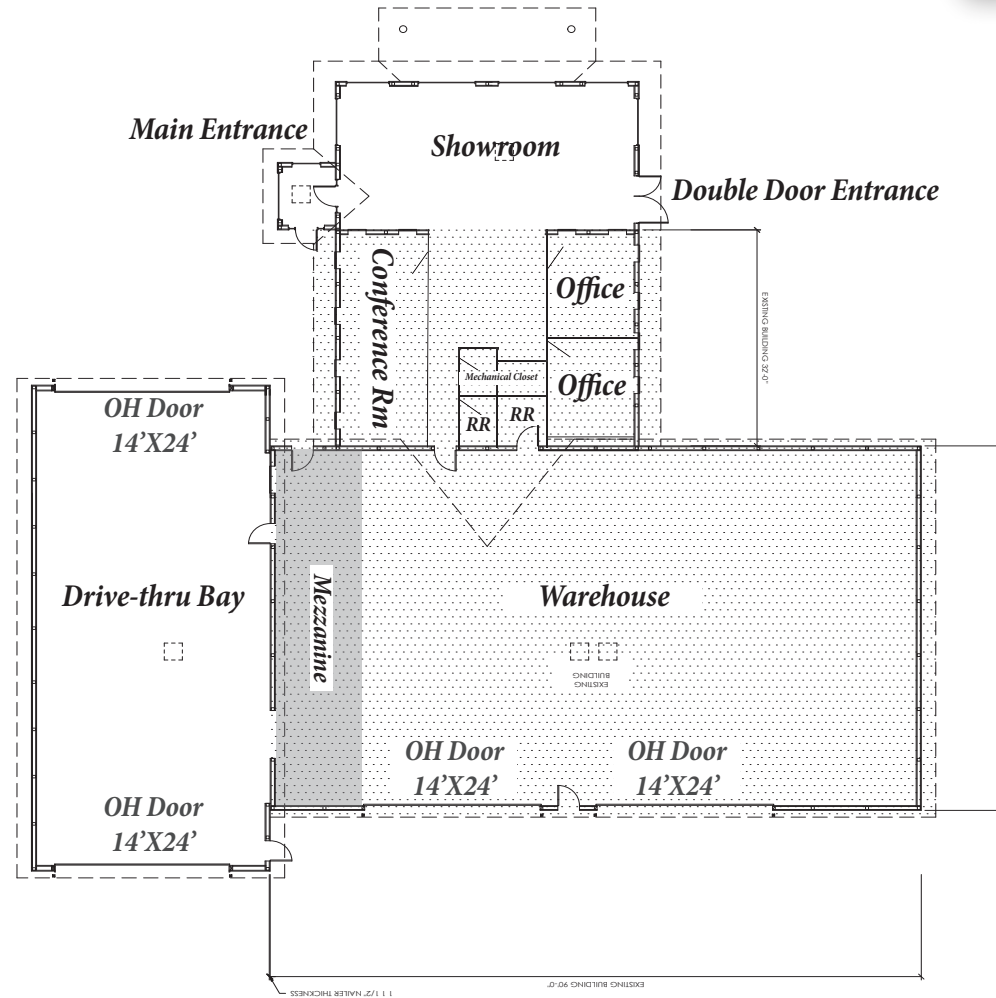 Main Entrance
Showroom
Double Door Entrance
Conference Rm
Office
EXISTING BUILDING 32'-0"
Mechanical Closet
Office
RR
RR
OH Door
14'X24'
Drive-thru Bay
Mezzanine
Warehouse
EXISTING
BUILDING
OH Door
14'X24'
OH Door
14'X24'
OH Door
14'X24'
EXISTING BUILDING 90'-0"
1 1 1/2" NAILER THICKNESS